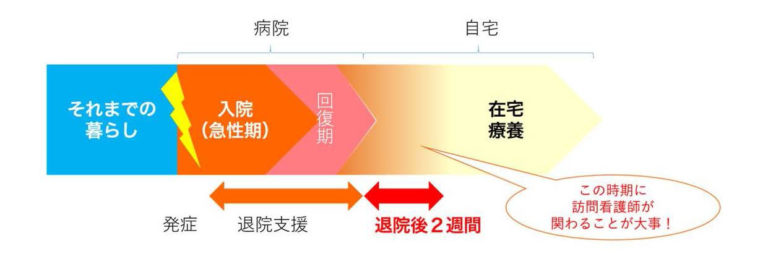 病院
自宅
それまでの
暮らし
入院
（急性期）
回復期
在宅
療養
発症
退院支援
退院後２週間
この時期に
訪問看護師が
関わることが大事！